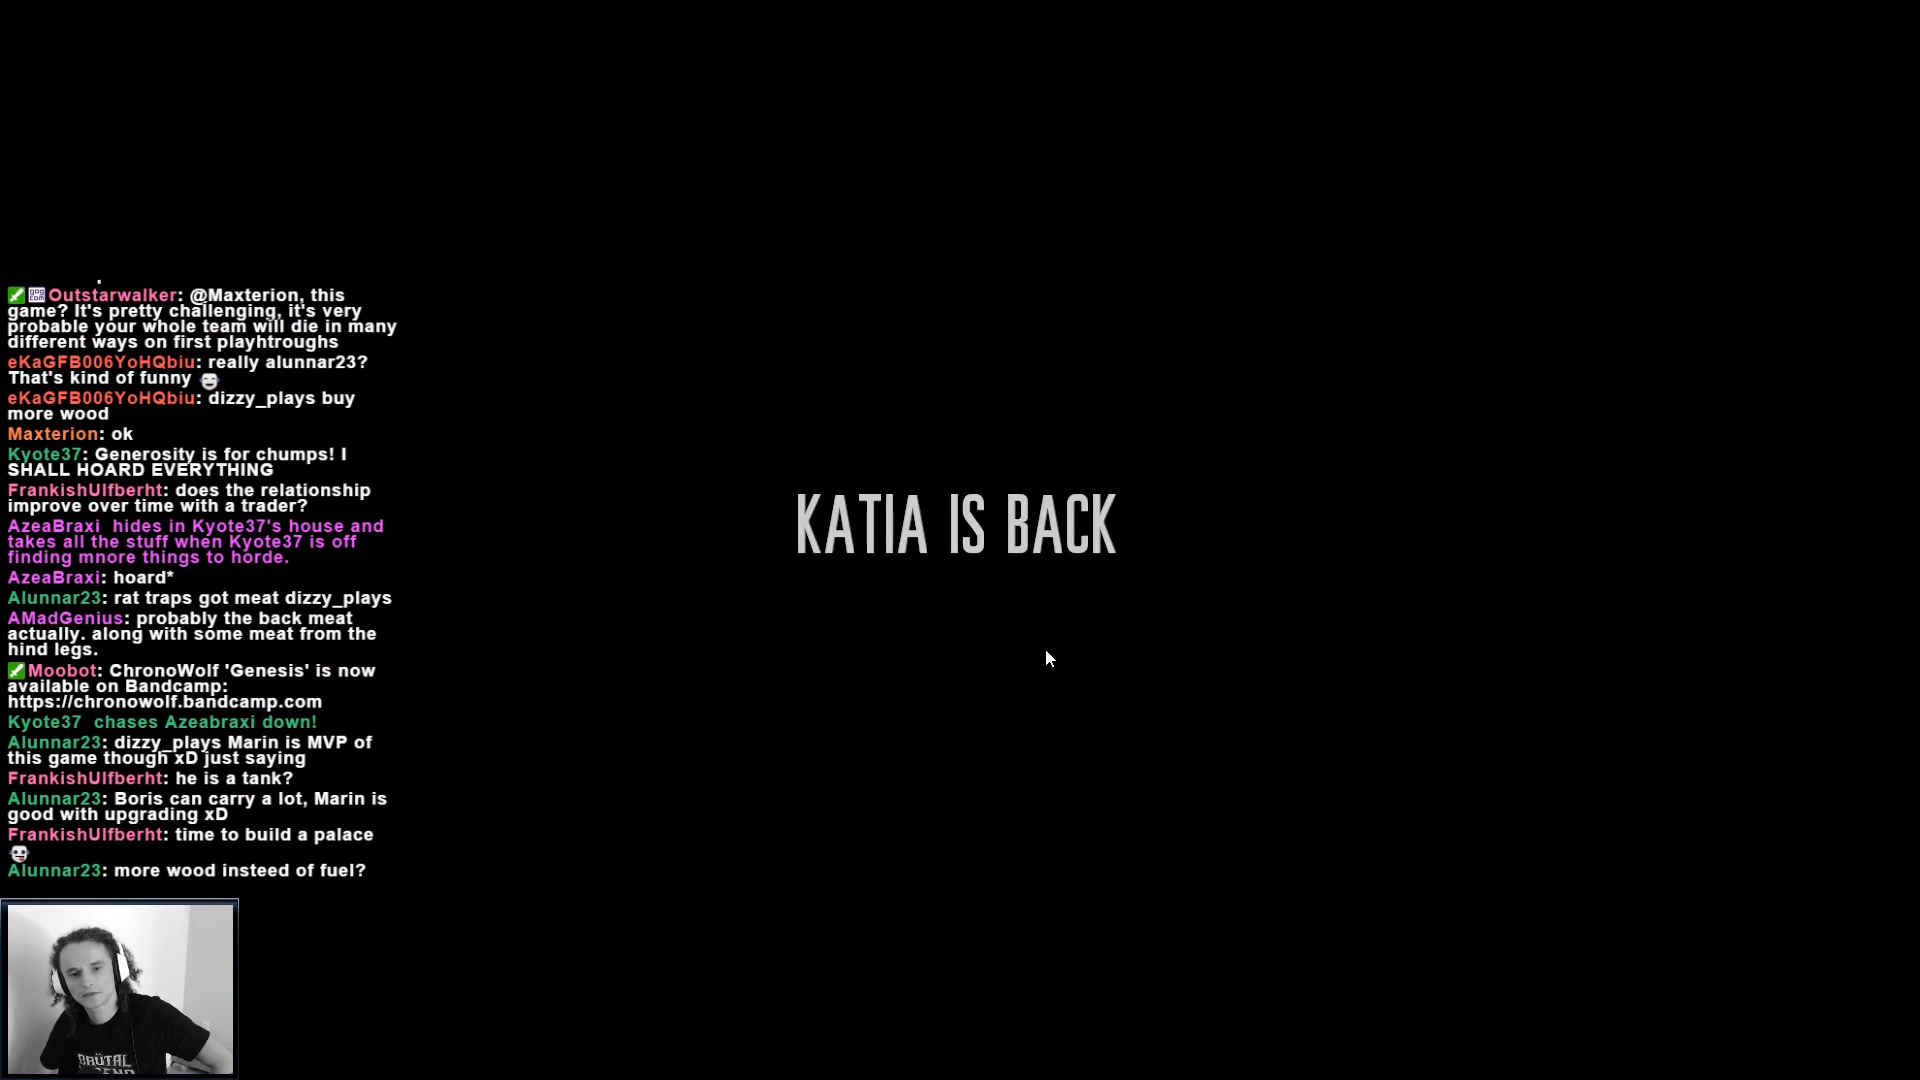 Outstarwalker: @Maxterion, this
game? It's pretty challenging, it's very
probable your whole team will die in many
different ways on first playhtroughs
eKaGFB006YoHQbiu: really alunnar23?
That's kind of funny
eKaGFB006YoHQbiu: dizzy_plays buy
more wood
Maxterion: ok
Kyote37: Generosity is for chumps! I
SHALL HOARD EVERYTHING
FrankishUlfberht: does the relationship
improve over time with a trader?
AzeaBraxi hides in Kyote37's house and
takes all the stuff when Kyote37 is off
finding mnore things to horde.
AzeaBraxi: hoard*
Alunnar23: rat traps got meat dizzy_plays
AMadGenius: probably the back meat
actually. along with some meat from the
hind legs.
Moobot: ChronoWolf 'Genesis' is now
available on Bandcamp:
https://chronowolf.bandcamp.com
Kyote37 chases Azeabraxi down!
Alunnar23: dizzy_plays Marin is MVP of
this game though xD just saying
FrankishUlfberht: he is a tank?
Alunnar23: Boris can carry a lot, Marin is
good with upgrading xD
FrankishUlfberht: time to build a palace
Alunnar23: more wood insteed of fuel?
KATIA IS BACK
BRÜTAL